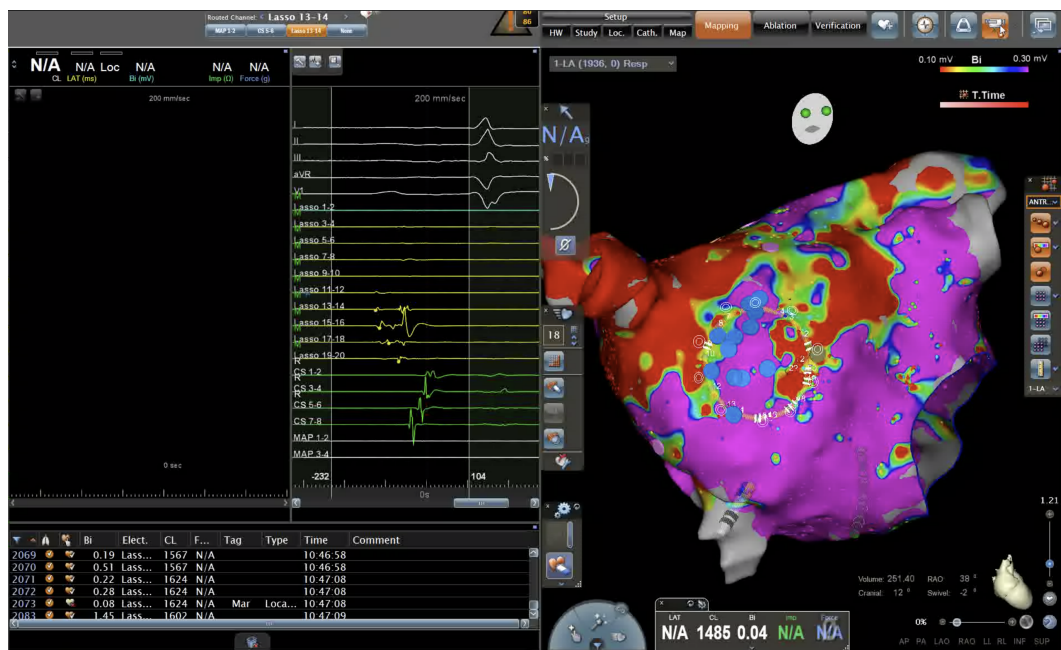 Routed Channel: < Lasso 13-14 >
MAP 1-2 CS 5-6 Lasso 13-14 None
86
Setup
HW Study Loc. Cath. Map
Mapping Ablation Verification
N/A N/A Loc N/A N/A N/A
CL LAT (ms) Bi (mV) Imp (Ω) Force (g)
200 mm/sec
0 sec
200 mm/sec
I
II
III
aVR
V1
M
Lasso 1-2
M
Lasso 3-4
M
Lasso 5-6
M
Lasso 7-8
M
Lasso 9-10
M
Lasso 11-12
M
Lasso 13-14
M
Lasso 15-16
M
Lasso 17-18
M
Lasso 19-20
R
CS 1-2
R
CS 3-4
R
CS 5-6
CS 7-8
MAP 1-2
MAP 3-4
-232 104
0s
1-LA (1936, 0) Resp
0.10 mV Bi 0.30 mV
T.Time
N/A g
%
18
ANTR...
1-LA
1.21
Volume: 251.40 RAO 38 °
Cranial: 12 ° Swivel: -2 °
0%
AP PA LAO RAO LL RL INF SUP
LAT CL Bi Imp Force
N/A 1485 0.04 N/A N/A
Bi Elect. CL F... Tag Type Time Comment
2069 0.19 Lass... 1567 N/A 10:46:58
2070 0.51 Lass... 1567 N/A 10:46:58
2071 0.22 Lass... 1624 N/A 10:47:08
2072 0.28 Lass... 1624 N/A 10:47:08
2073 0.08 Lass... 1624 N/A Mar Loca... 10:47:08
2083 1.45 Lass... 1602 N/A 10:47:09